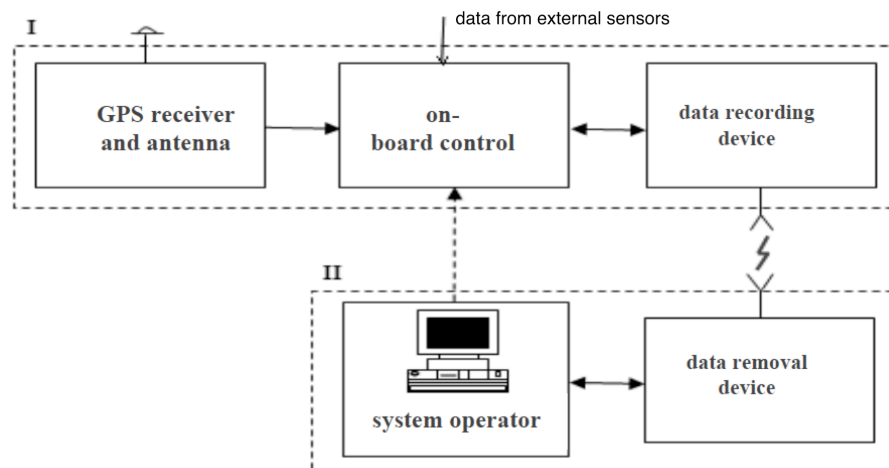 data from external sensors
I
GPS receiver
and antenna
on-
board control
data recording
device
II
system operator
data removal
device